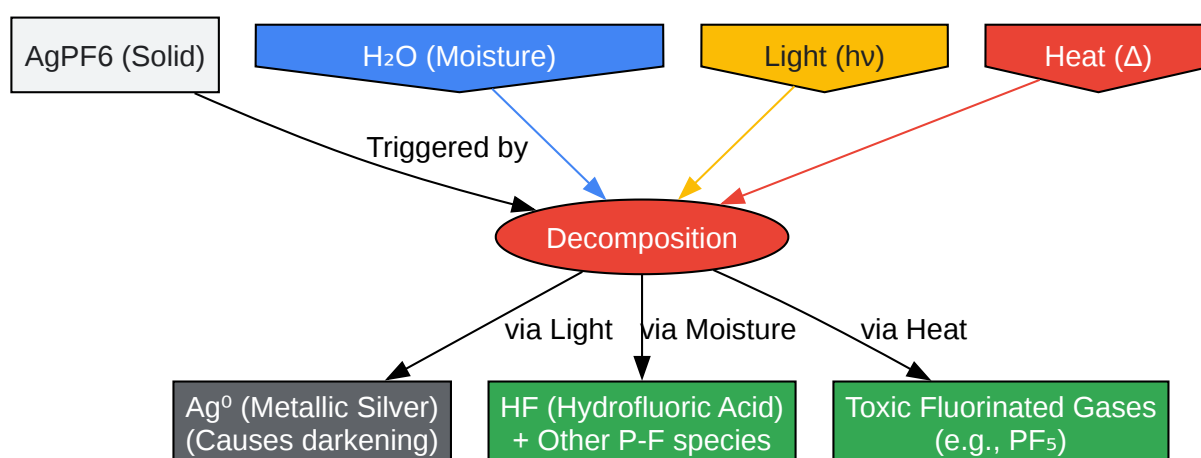 AgPF6 (Solid)
H₂O (Moisture)
Light (hν)
Heat (Δ)
Triggered by
Decomposition
via Light
via Moisture
via Heat
Ag⁰ (Metallic Silver)
(Causes darkening)
HF (Hydrofluoric Acid)
+ Other P-F species
Toxic Fluorinated Gases
(e.g., PF₅)